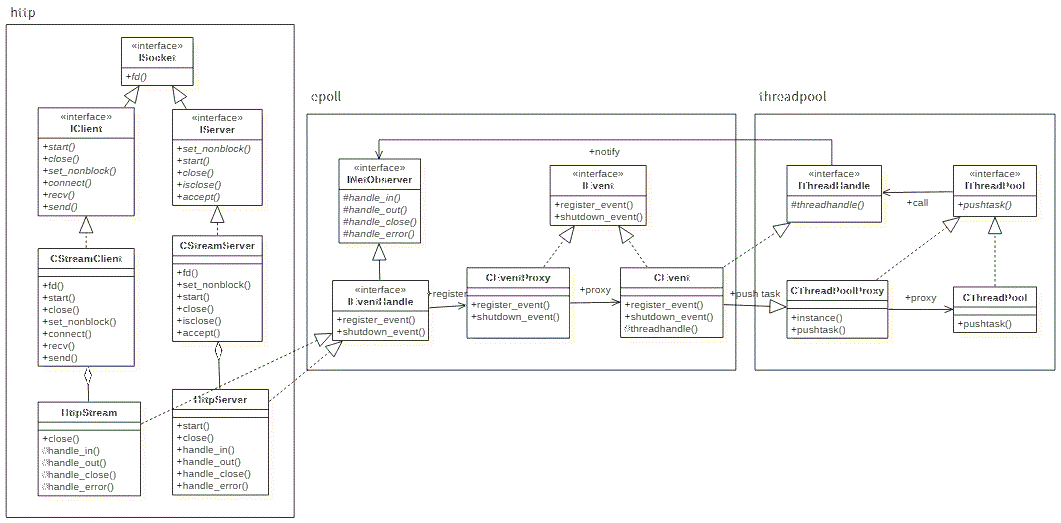 http
«interface»
ISocket
+fd()
«interface»
IClient
+start()
+close()
+set_nonblock()
+connect()
+recv()
+send()
«interface»
IServer
+set_nonblock()
+start()
+close()
+isclose()
+accept()
CStreamClient
+fd()
+start()
+close()
+set_nonblock()
+connect()
+recv()
+send()
CStreamServer
+fd()
+set_nonblock()
+start()
+close()
+isclose()
+accept()
HttpStream
+close()
#handle_in()
#handle_out()
#handle_close()
#handle_error()
HttpServer
+start()
+close()
+handle_in()
+handle_out()
+handle_close()
+handle_error()
epoll
+notify
«interface»
INetObserver
#handle_in()
#handle_out()
#handle_close()
#handle_error()
«interface»
IEvent
+register_event()
+shutdown_event()
«interface»
IEventHandle
+register_event()
+shutdown_event()
+register
CEventProxy
+register_event()
+shutdown_event()
+proxy
CEvent
+register_event()
+shutdown_event()
#threadhandle()
+push task
threadpool
«interface»
IThreadHandle
#threadhandle()
+call
«interface»
IThreadPool
+pushtask()
CThreadPoolProxy
+instance()
+pushtask()
+proxy
CThreadPool
+pushtask()